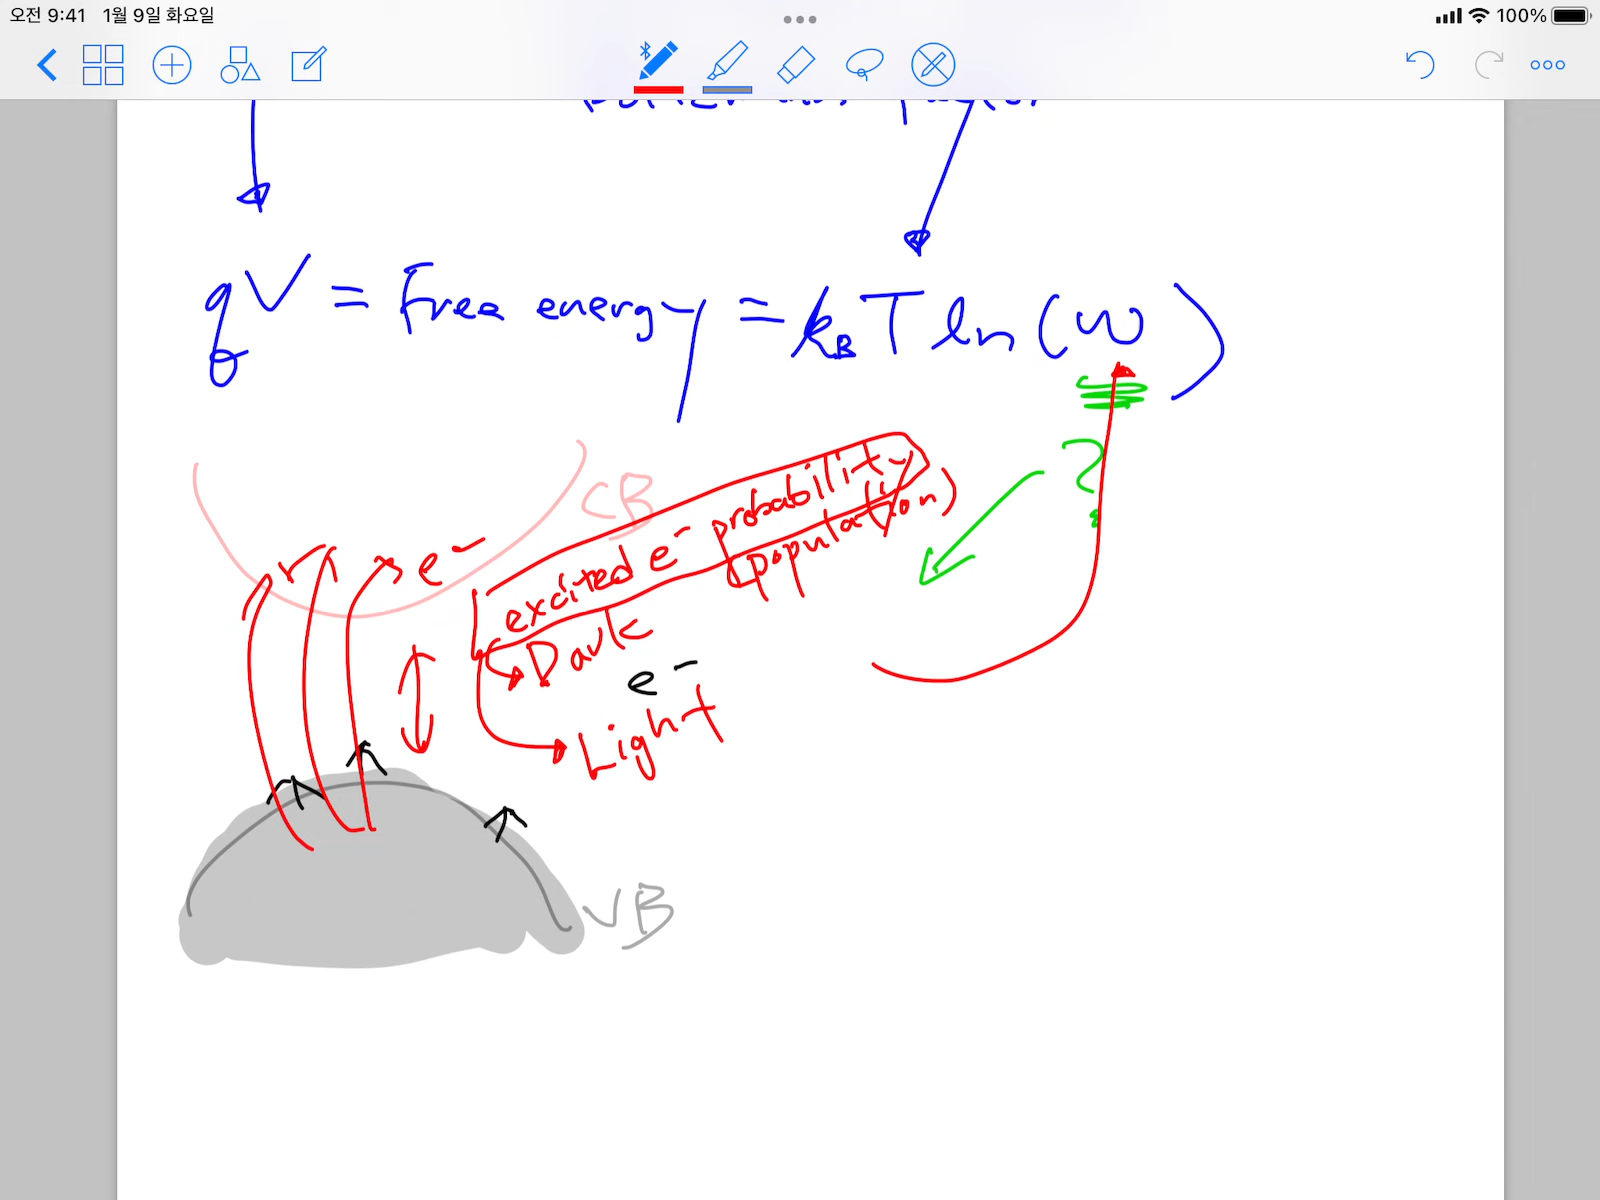 오전 9:41 1월 9일 화요일
100%
qV = Free energy = k_B T ln(w)
?
CB
e⁻
excited e⁻ probability
(population)
Dark
e⁻
Light
VB